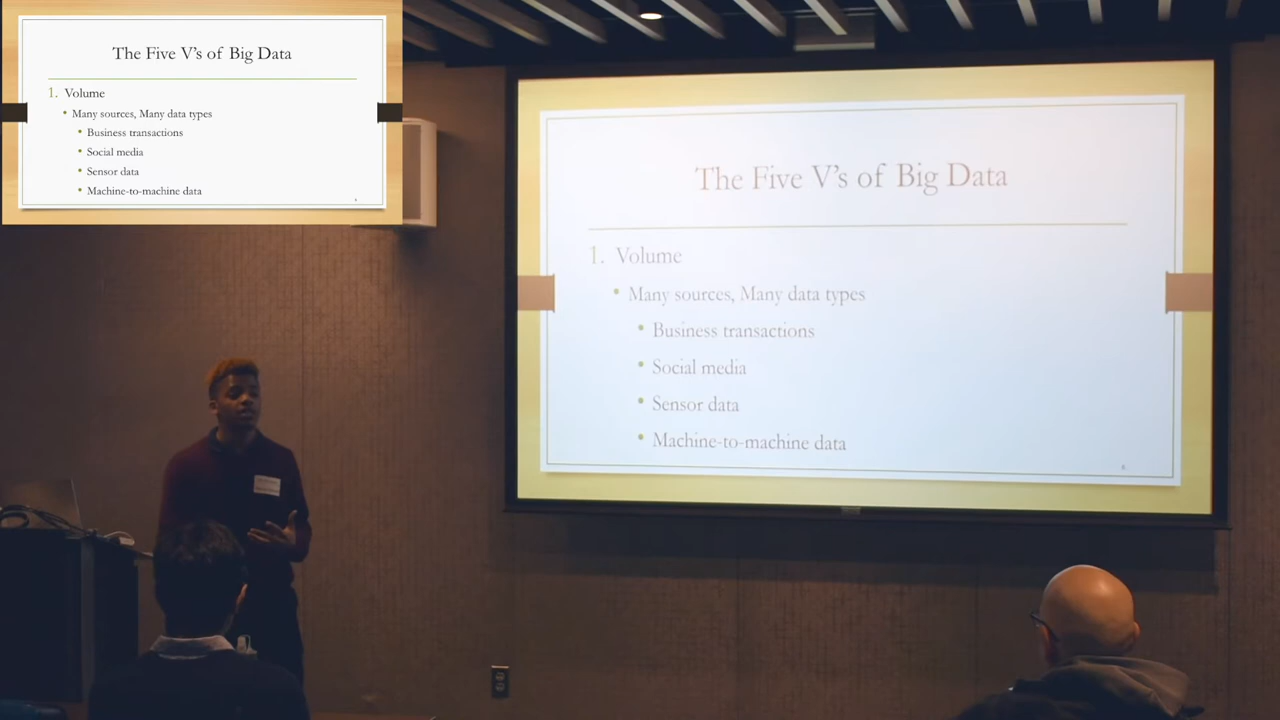 The Five V's of Big Data
1. Volume
• Many sources, Many data types
• Business transactions
• Social media
• Sensor data
• Machine-to-machine data
The Five V's of Big Data
1. Volume
• Many sources, Many data types
• Business transactions
• Social media
• Sensor data
• Machine-to-machine data